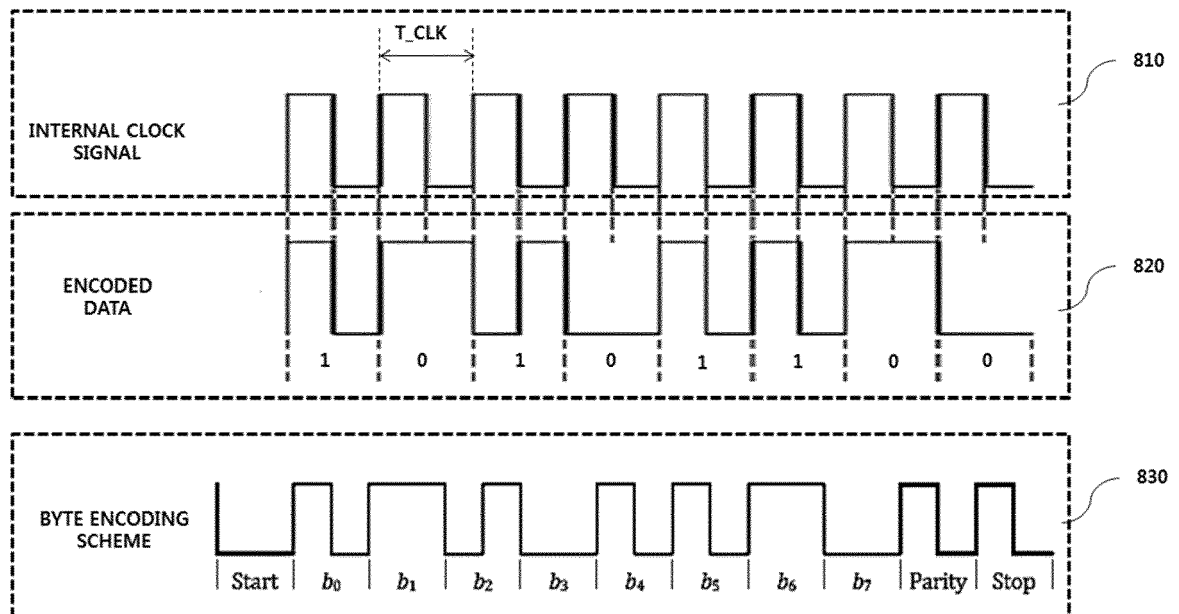 T_CLK
810
INTERNAL CLOCK
SIGNAL
820
ENCODED
DATA
1 0 1 0 1 1 0 0
830
BYTE ENCODING
SCHEME
Start b₀ b₁ b₂ b₃ b₄ b₅ b₆ b₇ Parity Stop